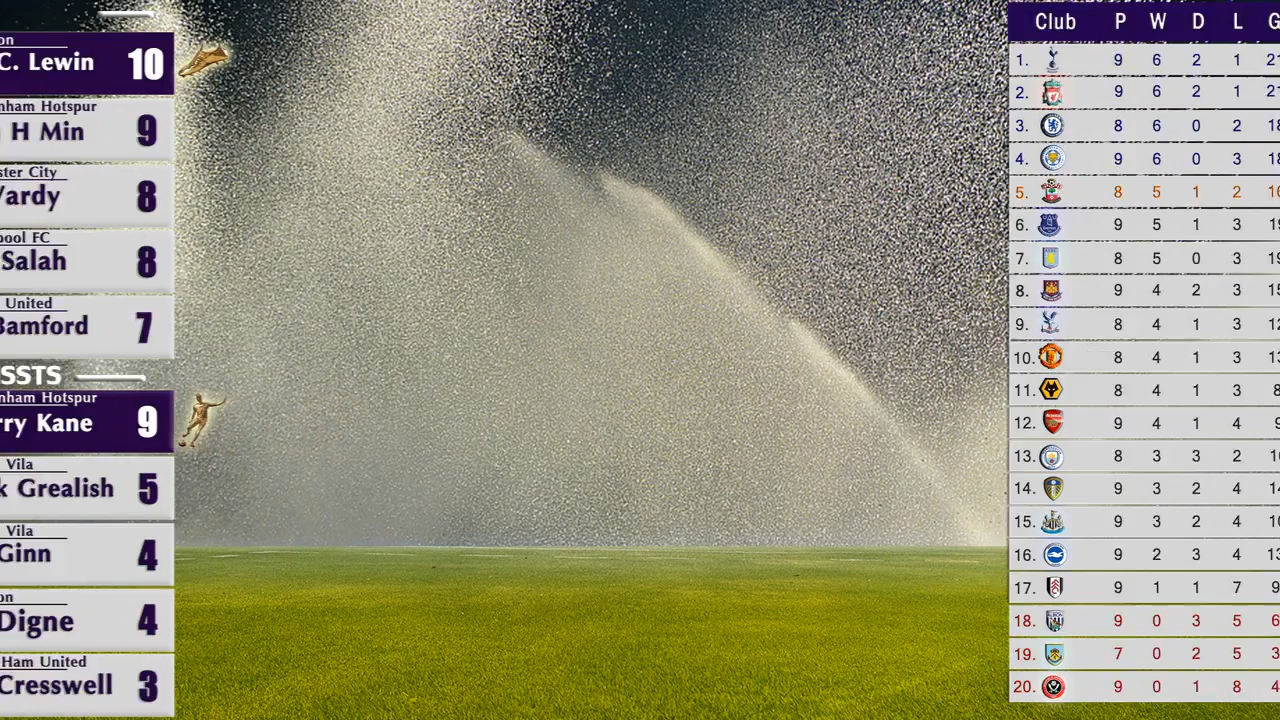 on
C. Lewin 10
nham Hotspur
H Min 9
ster City
Vardy 8
pool FC
Salah 8
United
Bamford 7
SSTS
nham Hotspur
rry Kane 9
Vila
k Grealish 5
Vila
Ginn 4
on
Digne 4
Ham United
Cresswell 3
Club P W D L G
1. 9 6 2 1 21
2. 9 6 2 1 21
3. 8 6 0 2 18
4. 9 6 0 3 18
5. 8 5 1 2 16
6. 9 5 1 3 19
7. 8 5 0 3 19
8. 9 4 2 3 15
9. 8 4 1 3 12
10. 8 4 1 3 13
11. 8 4 1 3 8
12. 9 4 1 4 9
13. 8 3 3 2 10
14. 9 3 2 4 14
15. 9 3 2 4 10
16. 9 2 3 4 13
17. 9 1 1 7 9
18. 9 0 3 5 6
19. 7 0 2 5 3
20. 9 0 1 8 4